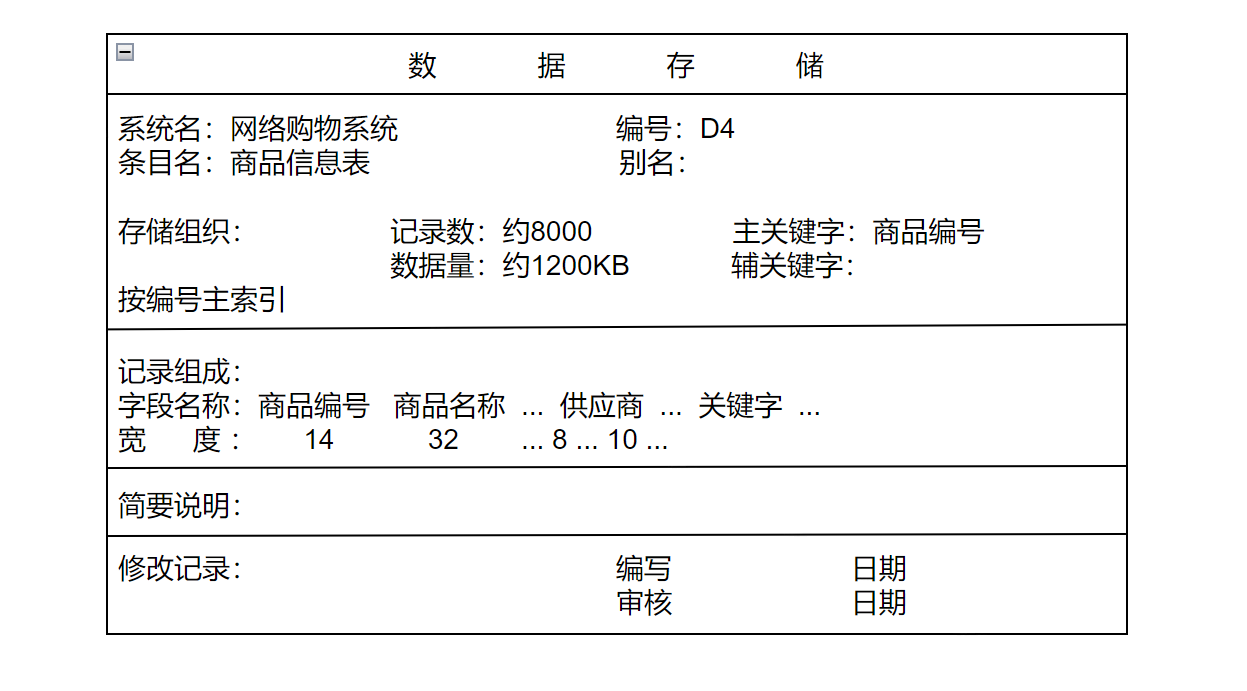 数 据 存 储
系统名：网络购物系统 编号：D4
条目名：商品信息表 别名：
存储组织： 记录数：约8000 主关键字：商品编号
数据量：约1200KB 辅关键字：
按编号主索引
记录组成：
字段名称：商品编号 商品名称 ... 供应商 ... 关键字 ...
宽 度： 14 32 ... 8 ... 10 ...
简要说明：
修改记录： 编写 日期
审核 日期